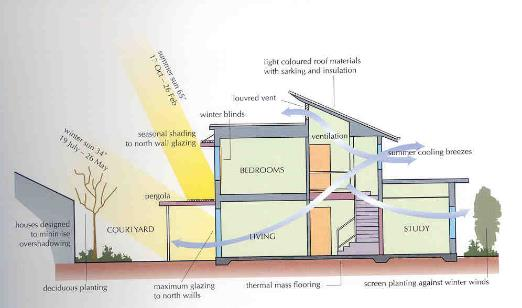 summer sun 65°
1st Oct – 26 Feb
light coloured roof materials
with sarking and insulation
louvred vent
winter blinds
winter sun 34°
19 July – 26 May
seasonal shading
to north wall glazing
ventilation
summer cooling breezes
BEDROOMS
pergola
houses designed
to minimise
overshadowing
COURTYARD
LIVING
STUDY
deciduous planting
maximum glazing
to north walls
thermal mass flooring
screen planting against winter winds